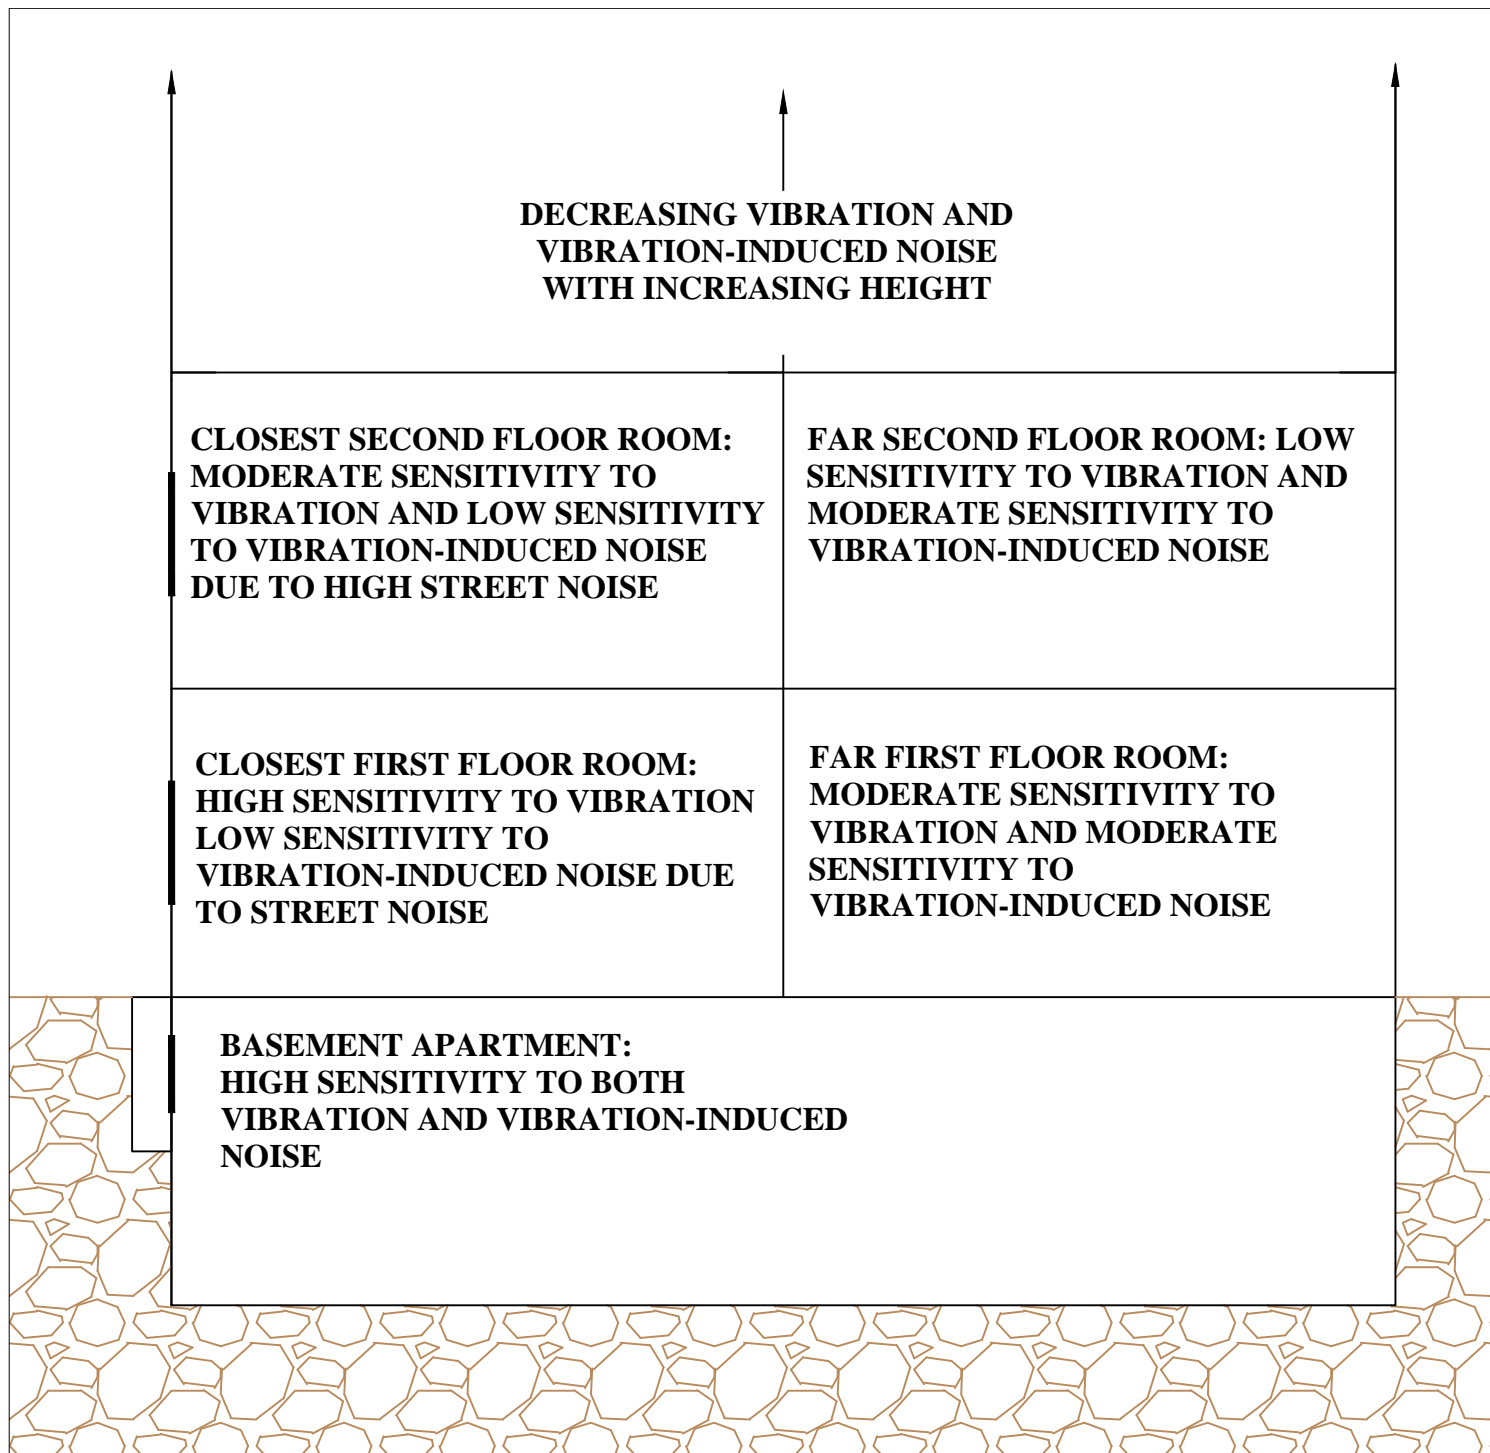 DECREASING VIBRATION AND
VIBRATION-INDUCED NOISE
WITH INCREASING HEIGHT
CLOSEST SECOND FLOOR ROOM:
MODERATE SENSITIVITY TO
VIBRATION AND LOW SENSITIVITY
TO VIBRATION-INDUCED NOISE
DUE TO HIGH STREET NOISE
FAR SECOND FLOOR ROOM: LOW
SENSITIVITY TO VIBRATION AND
MODERATE SENSITIVITY TO
VIBRATION-INDUCED NOISE
CLOSEST FIRST FLOOR ROOM:
HIGH SENSITIVITY TO VIBRATION
LOW SENSITIVITY TO
VIBRATION-INDUCED NOISE DUE
TO STREET NOISE
FAR FIRST FLOOR ROOM:
MODERATE SENSITIVITY TO
VIBRATION AND MODERATE
SENSITIVITY TO
VIBRATION-INDUCED NOISE
BASEMENT APARTMENT:
HIGH SENSITIVITY TO BOTH
VIBRATION AND VIBRATION-INDUCED
NOISE